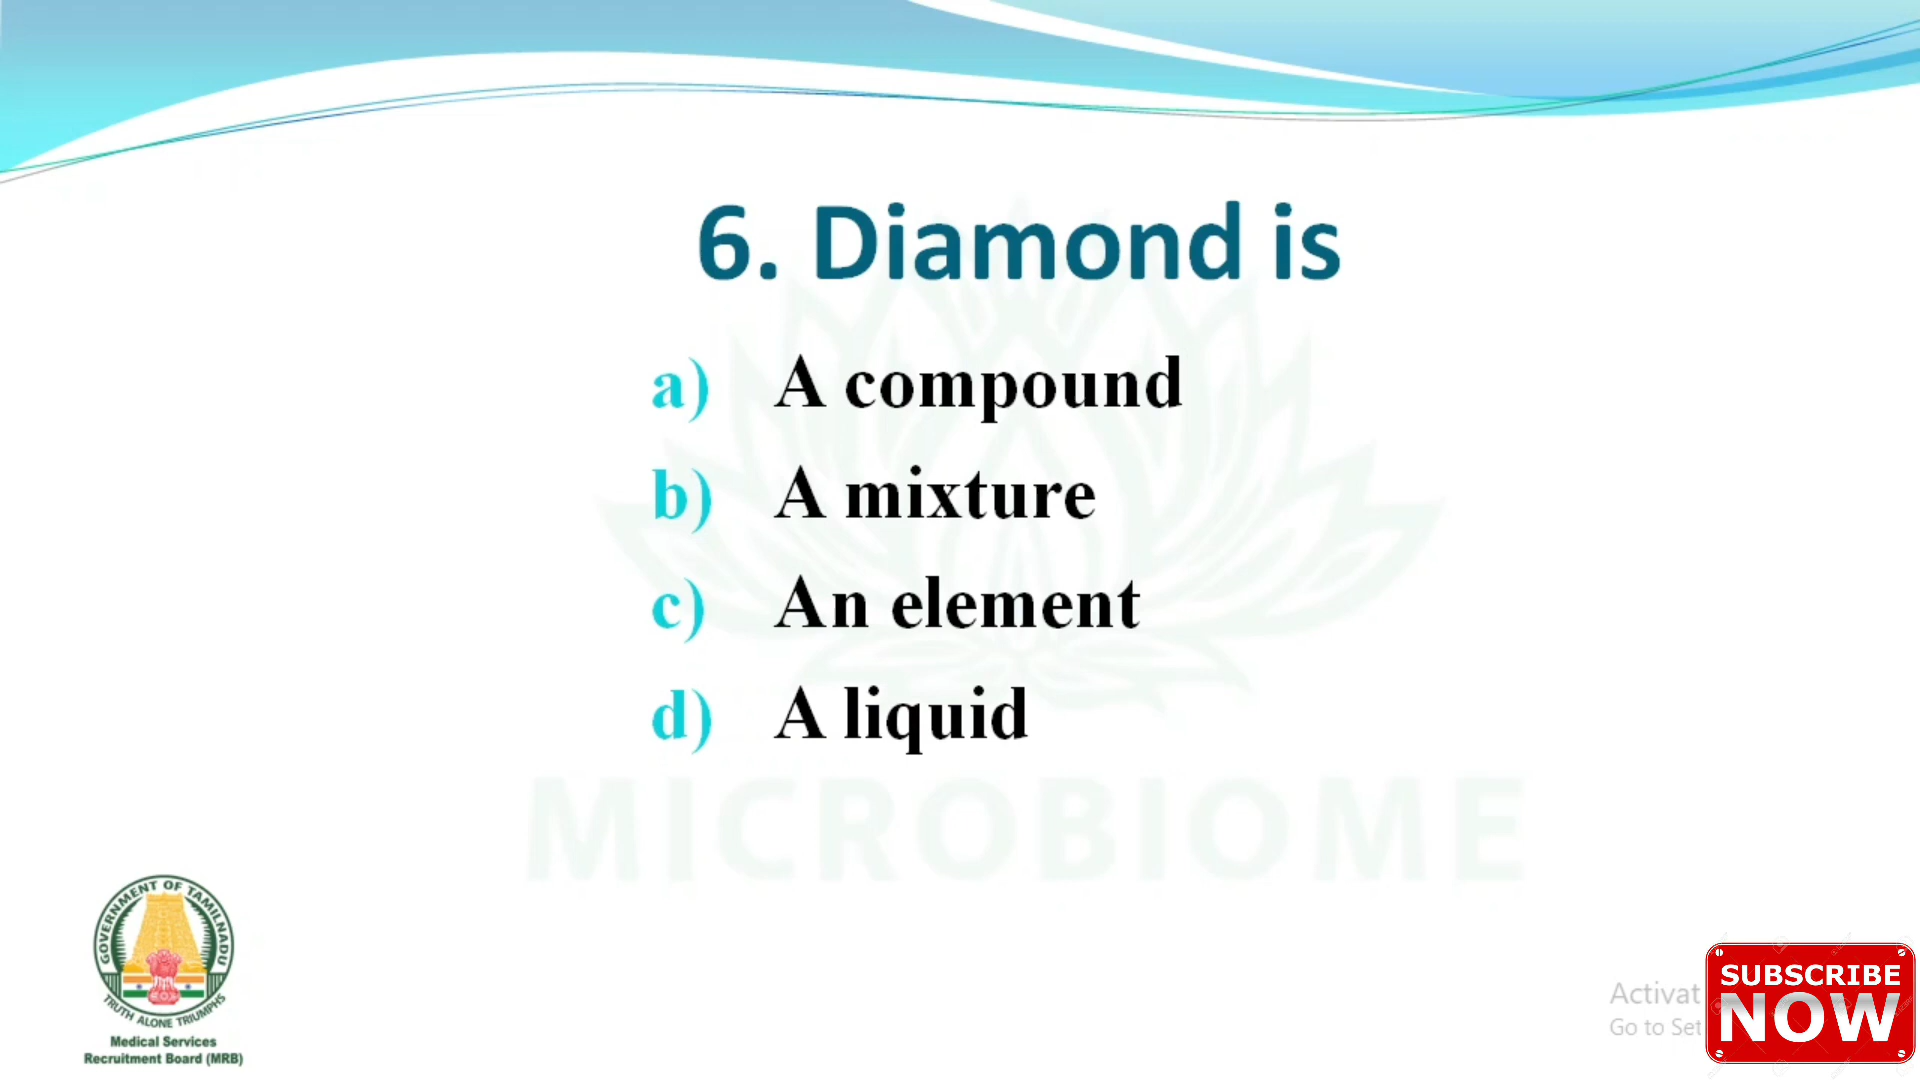 6. Diamond is
a) A compound
b) A mixture
c) An element
d) A liquid
MICROBIOME
GOVERNMENT OF TAMILNADU
TRUTH ALONE TRIUMPHS
Medical Services
Recruitment Board (MRB)
Activat
Go to Set
SUBSCRIBE
NOW